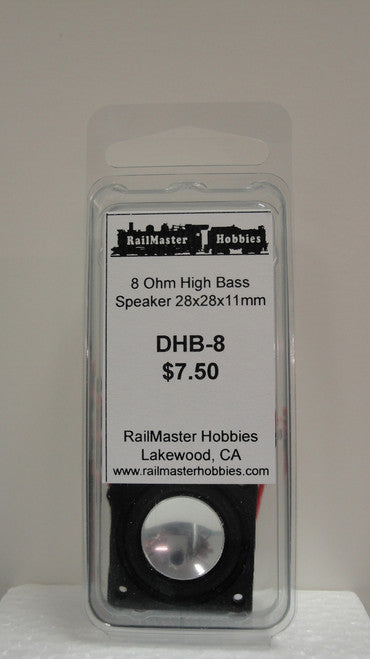 RailMaster Hobbies
8 Ohm High Bass
Speaker 28x28x11mm
DHB-8
$7.50
RailMaster Hobbies
Lakewood, CA
www.railmasterhobbies.com